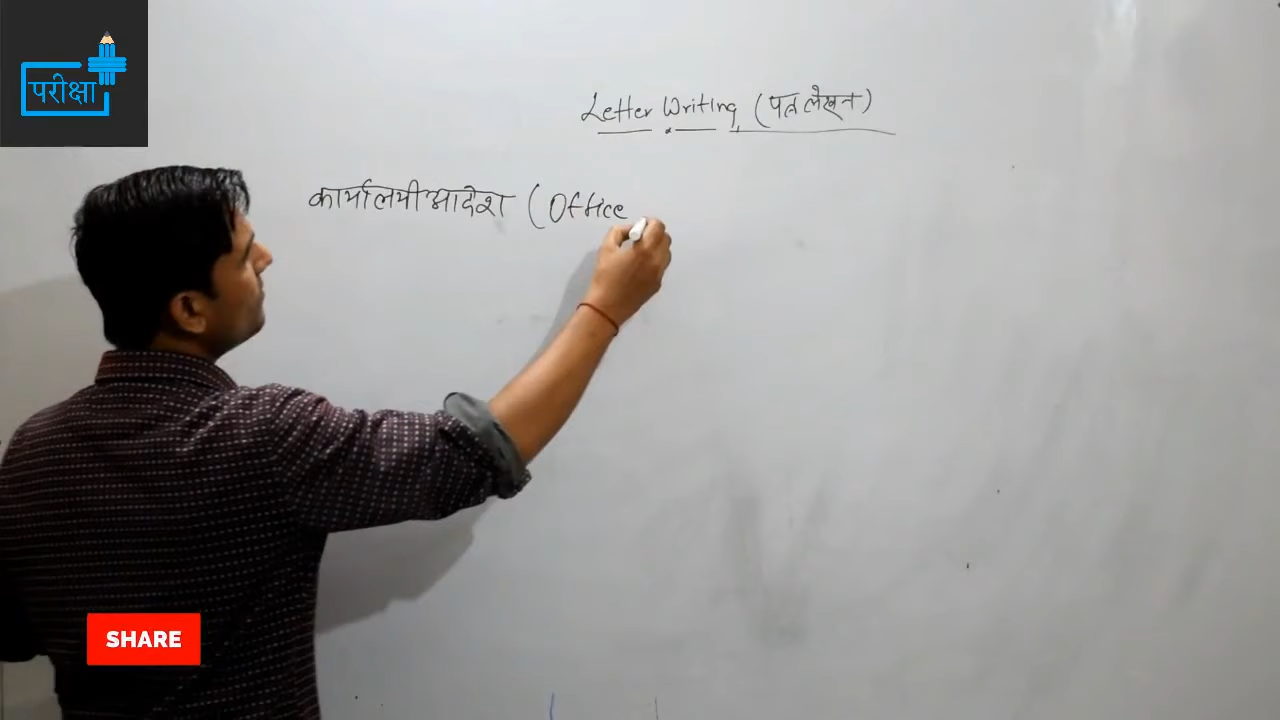 परीक्षा
Letter Writing (पत्र लेखन)
कार्यालयी आदेश (Office
SHARE